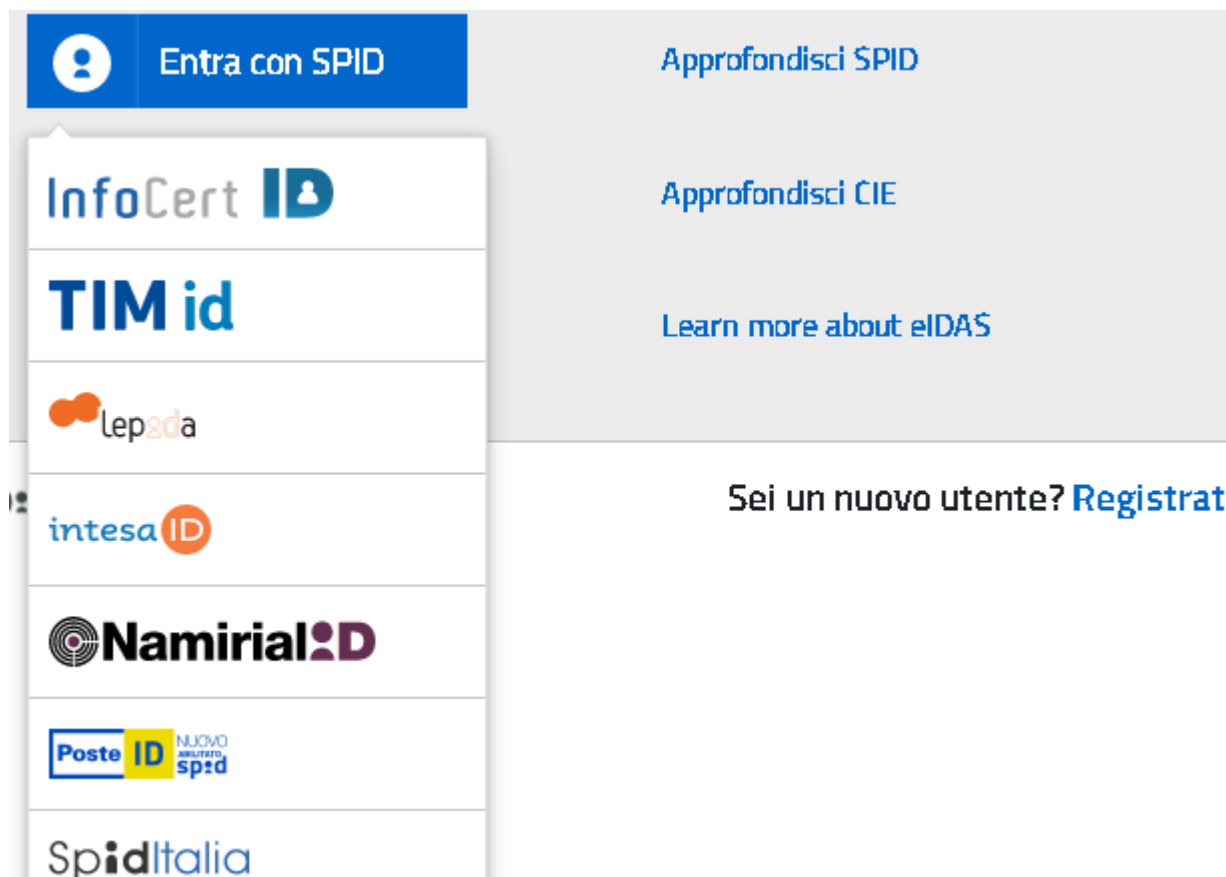 Entra con SPID
Approfondisci SPID
InfoCert ID
Approfondisci CIE
TIM id
Learn more about eIDAS
lepida
intesa ID
Sei un nuovo utente? Registrat
Namirial ID
Poste ID NUOVO
ABILITATO
spid
SpidItalia